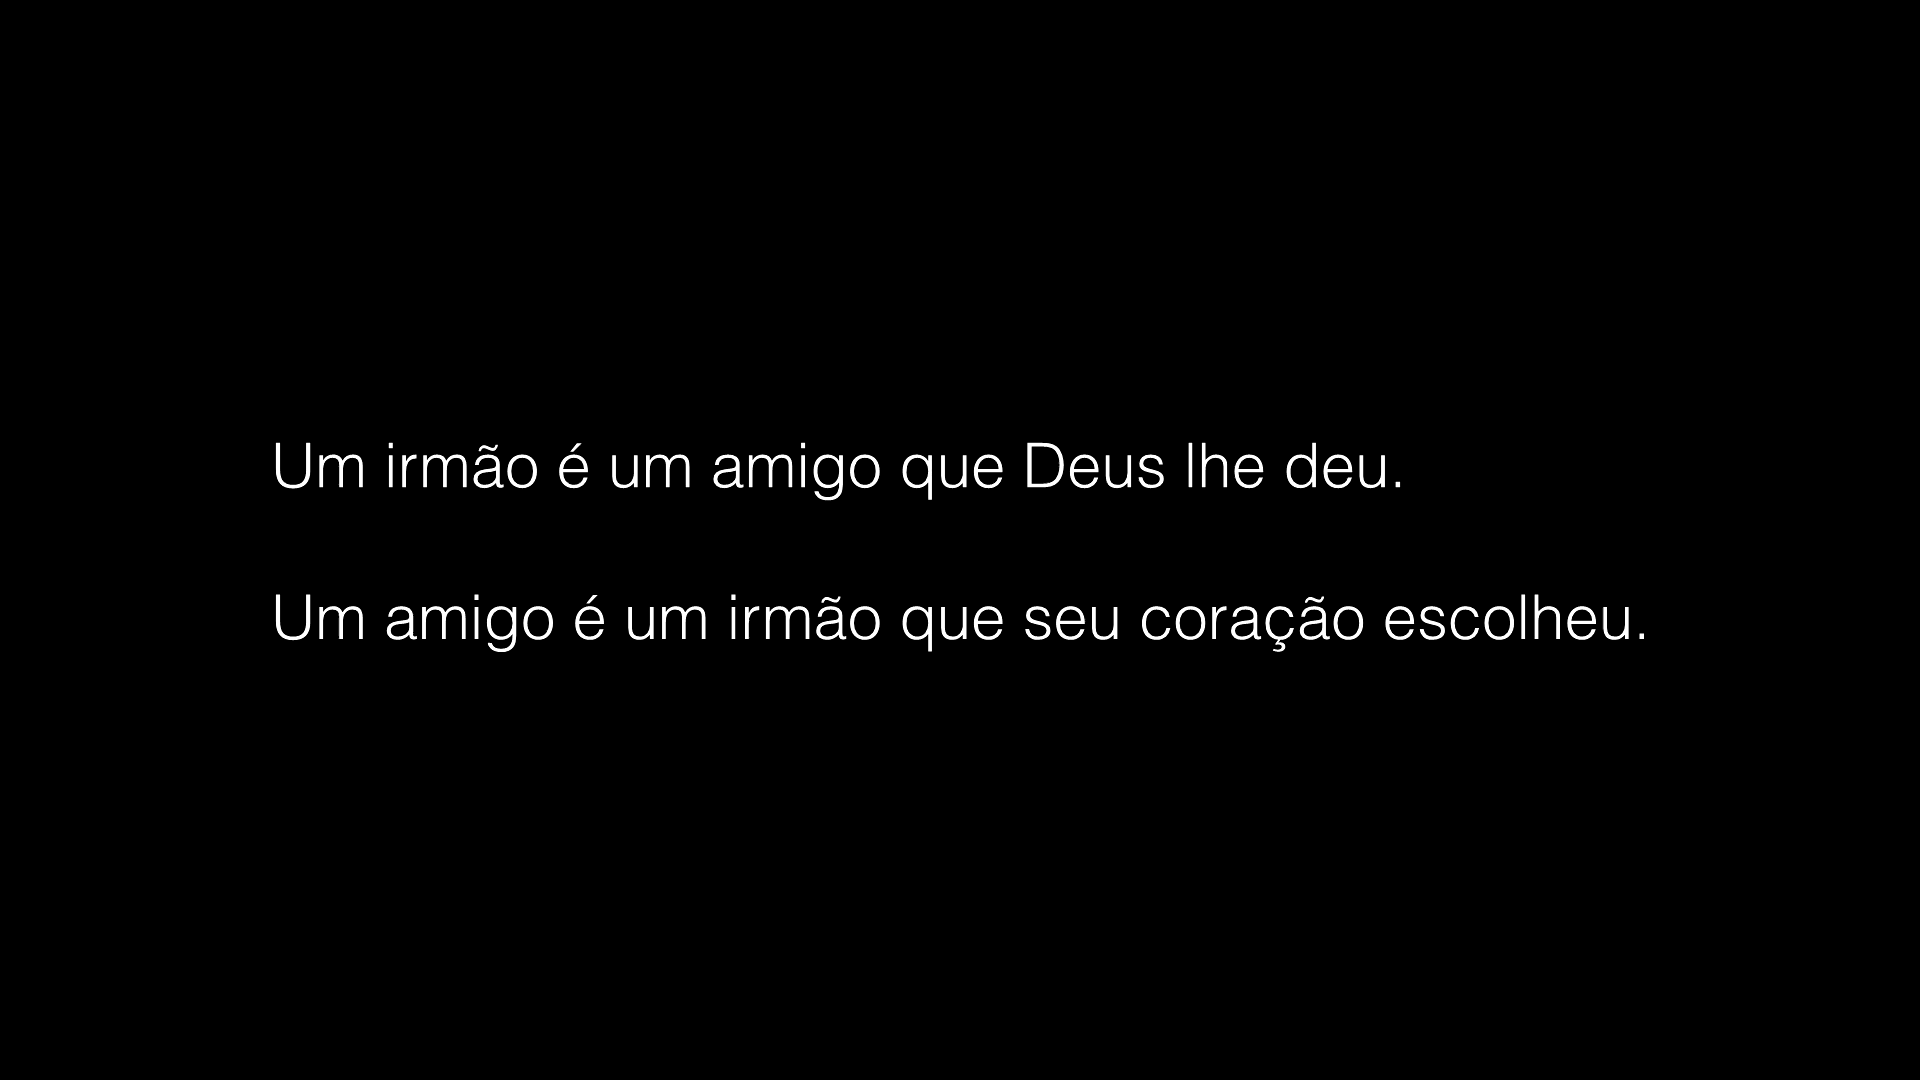 Um irmão é um amigo que Deus lhe deu.
Um amigo é um irmão que seu coração escolheu.